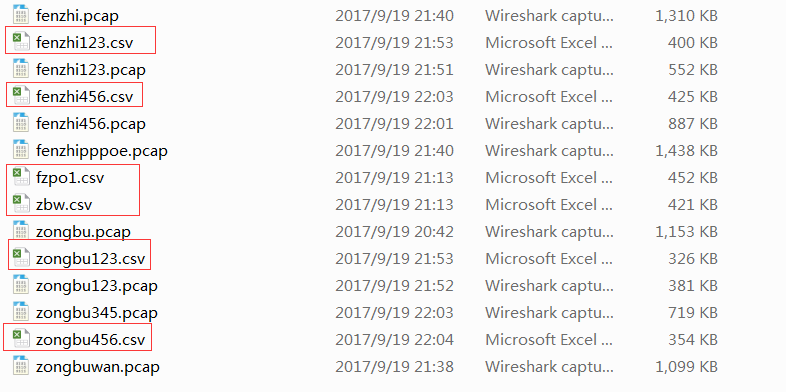 fenzhi.pcap 2017/9/19 21:40 Wireshark captu... 1,310 KB
fenzhi123.csv 2017/9/19 21:53 Microsoft Excel ... 400 KB
fenzhi123.pcap 2017/9/19 21:51 Wireshark captu... 552 KB
fenzhi456.csv 2017/9/19 22:03 Microsoft Excel ... 425 KB
fenzhi456.pcap 2017/9/19 22:01 Wireshark captu... 887 KB
fenzhipppoe.pcap 2017/9/19 21:40 Wireshark captu... 1,438 KB
fzpo1.csv 2017/9/19 21:13 Microsoft Excel ... 452 KB
zbw.csv 2017/9/19 21:13 Microsoft Excel ... 421 KB
zongbu.pcap 2017/9/19 20:42 Wireshark captu... 1,153 KB
zongbu123.csv 2017/9/19 21:53 Microsoft Excel ... 326 KB
zongbu123.pcap 2017/9/19 21:52 Wireshark captu... 381 KB
zongbu345.pcap 2017/9/19 22:03 Wireshark captu... 719 KB
zongbu456.csv 2017/9/19 22:04 Microsoft Excel ... 354 KB
zongbuwan.pcap 2017/9/19 21:38 Wireshark captu... 1,099 KB